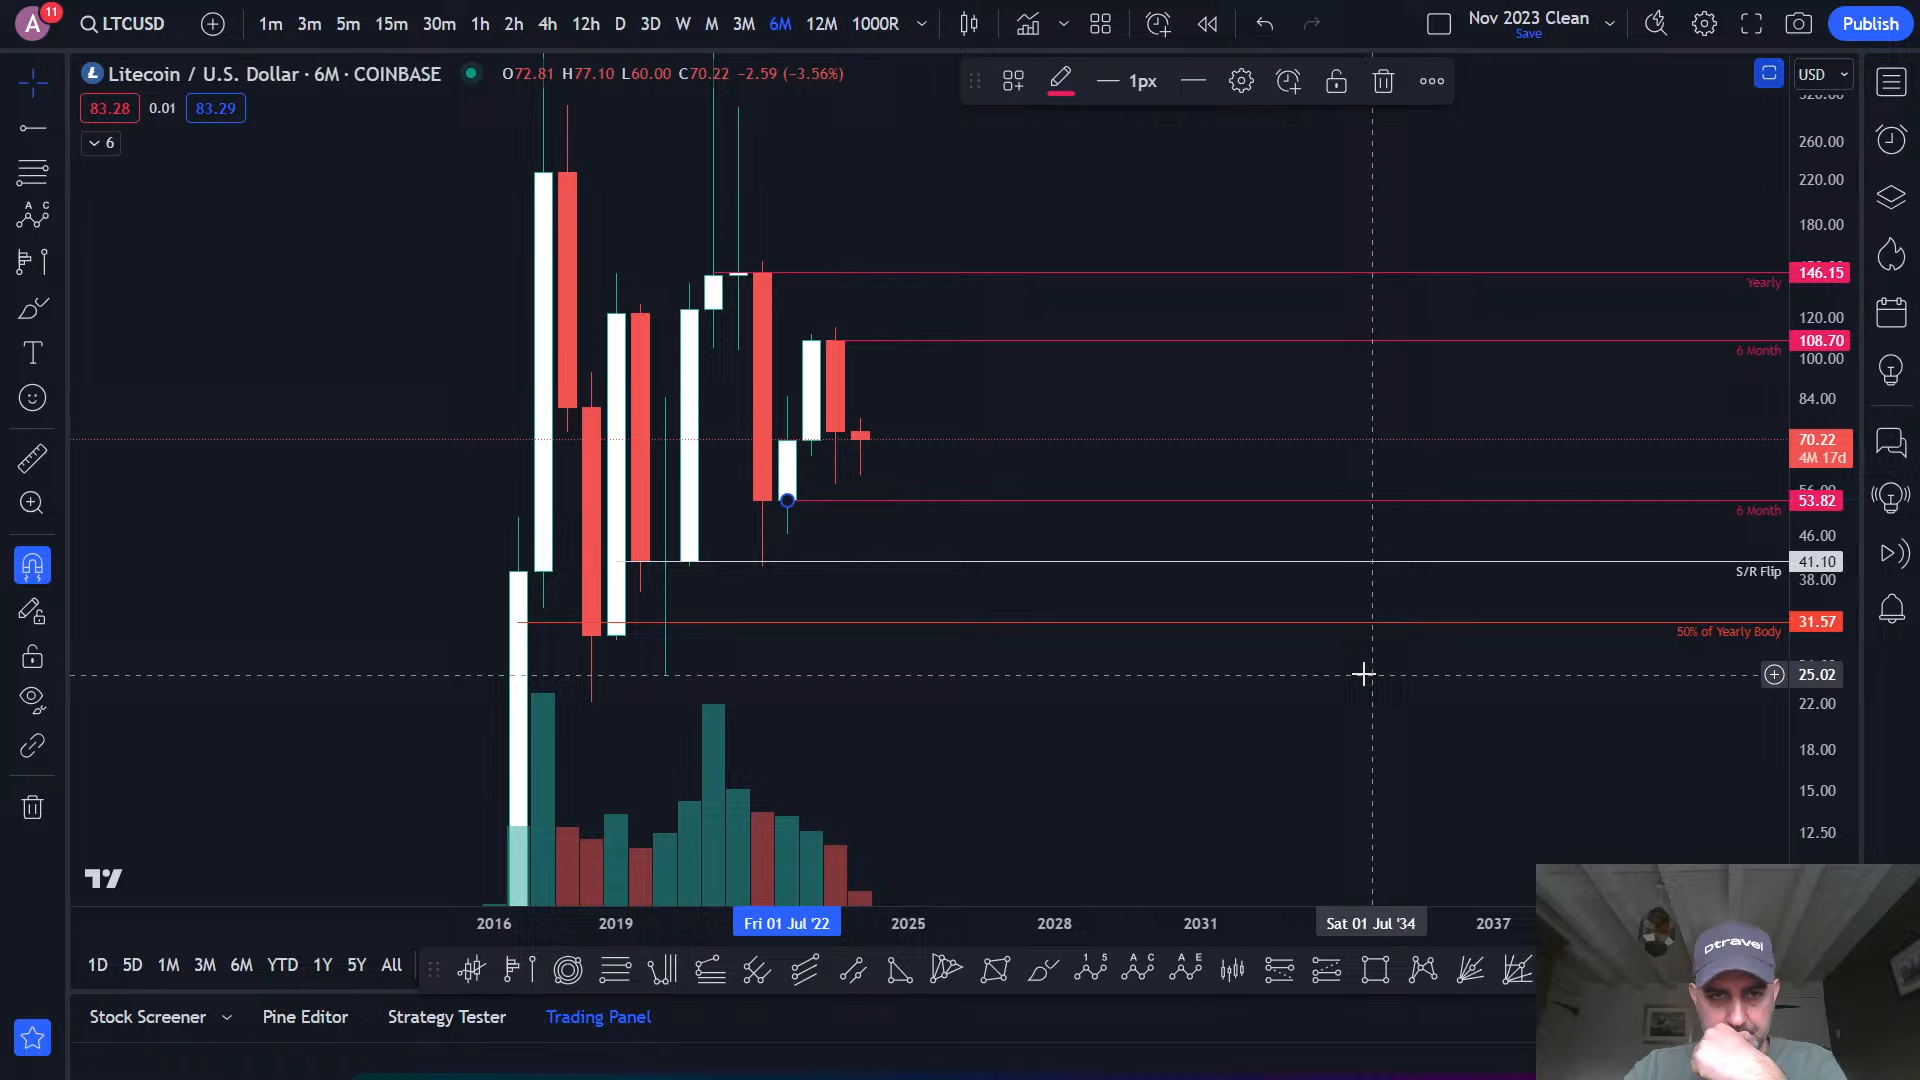 A
11
LTCUSD
1m 3m 5m 15m 30m 1h 2h 4h 12h D 3D W M 3M 6M 12M 1000R
Nov 2023 Clean
Save
Publish
Litecoin / U.S. Dollar · 6M · COINBASE
O72.81 H77.10 L60.00 C70.22 −2.59 (−3.56%)
1px
USD
83.28 0.01 83.29
6
260.00
220.00
180.00
146.15
Yearly
120.00
108.70
6 Month
100.00
84.00
70.22
4M 17d
53.82
6 Month
46.00
41.10
S/R Flip
38.00
31.57
50% of Yearly Body
25.02
22.00
18.00
15.00
12.50
2016 2019 Fri 01 Jul '22 2025 2028 2031 Sat 01 Jul '34 2037
1D 5D 1M 3M 6M YTD 1Y 5Y All
Stock Screener Pine Editor Strategy Tester Trading Panel
Dtravel